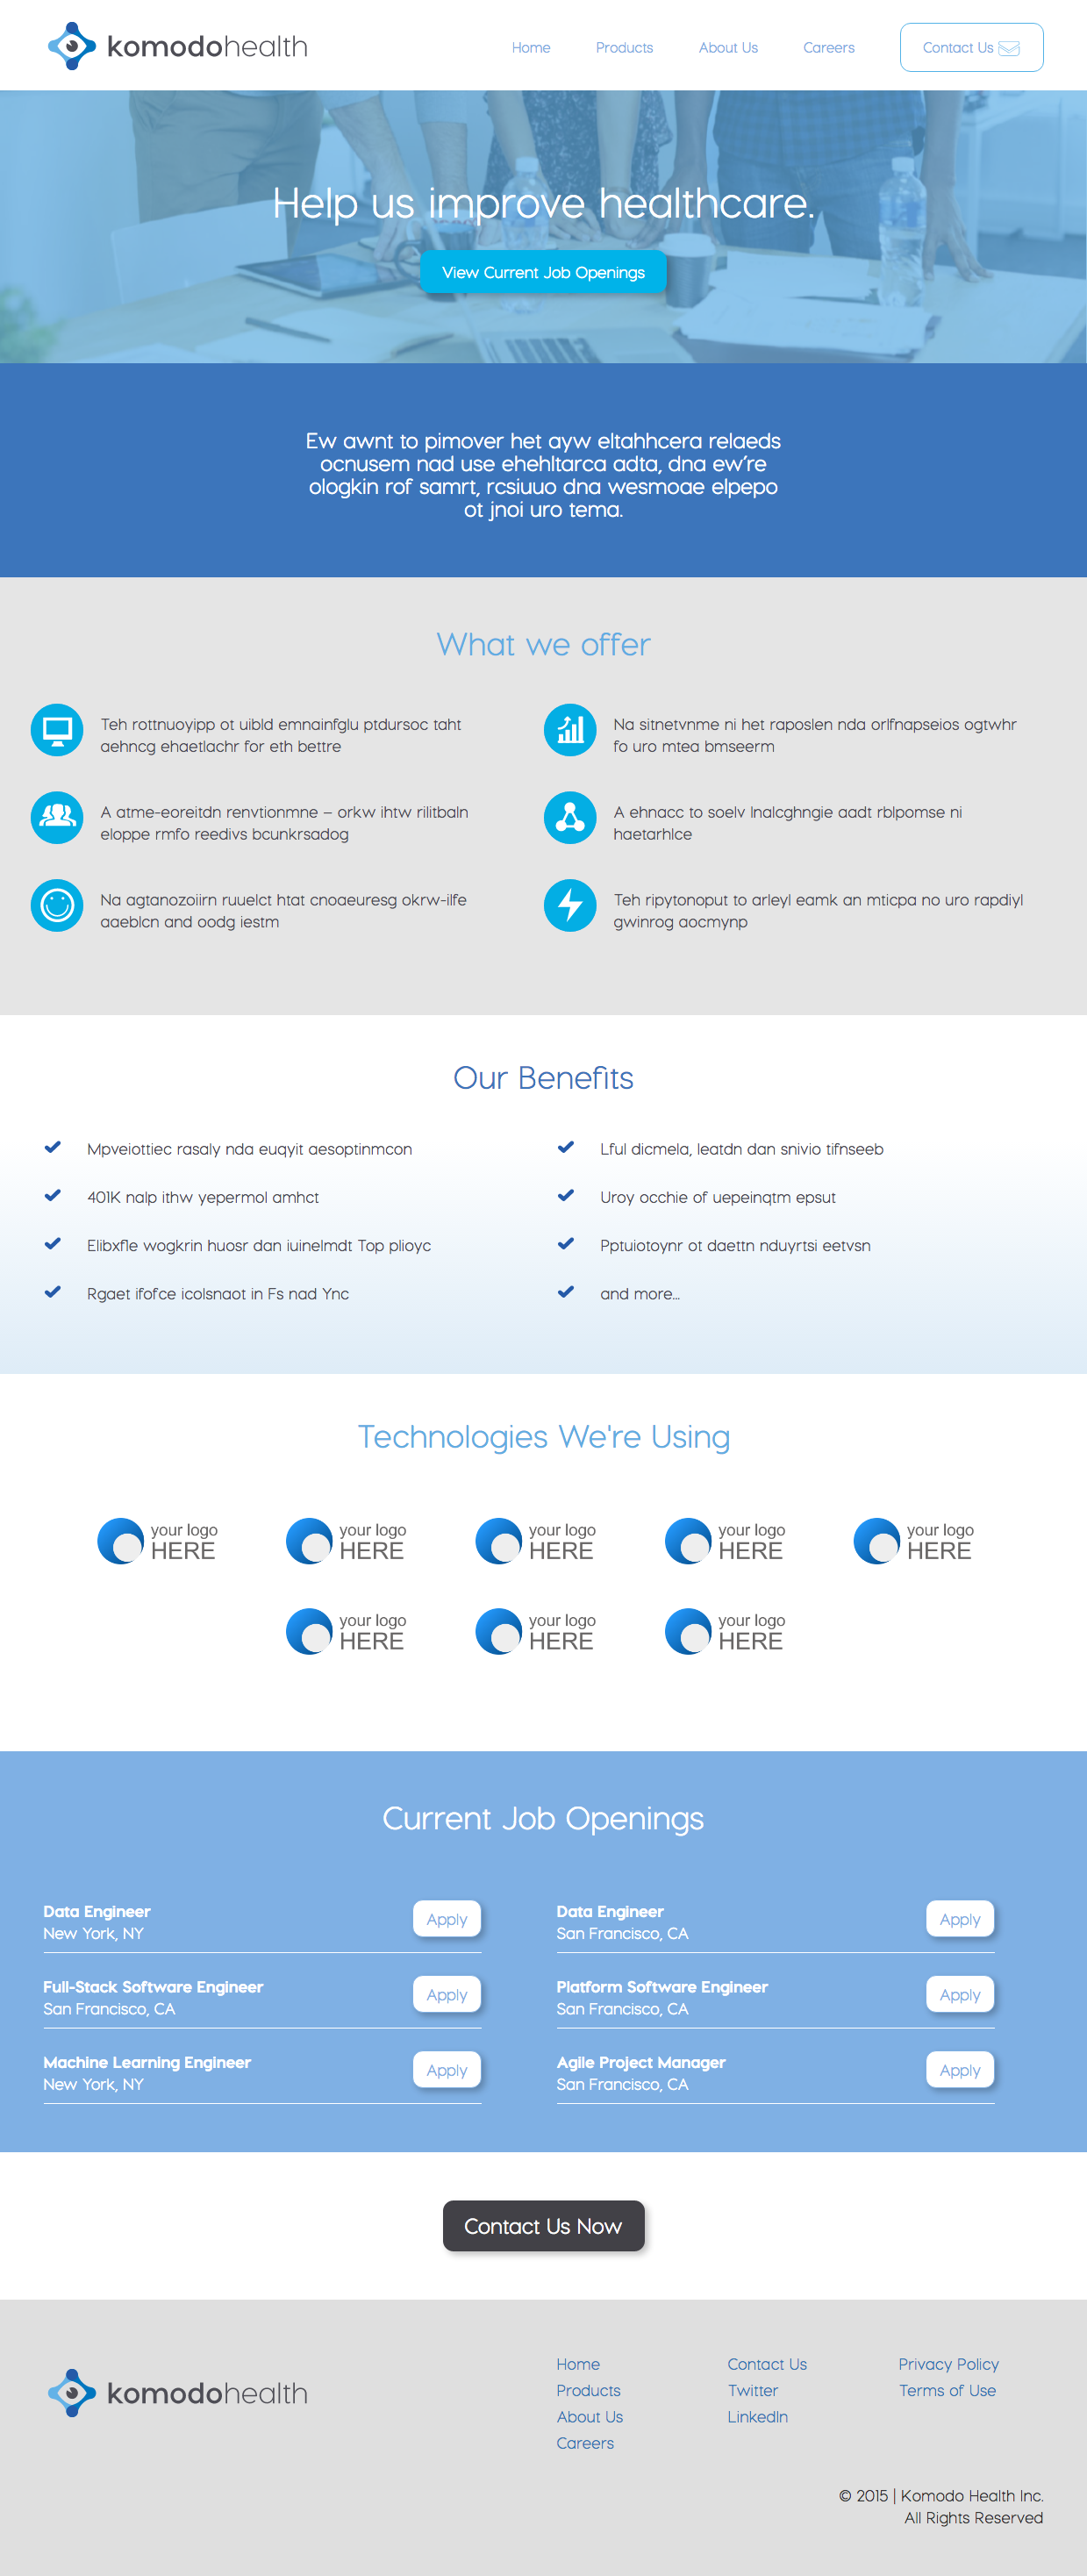 komodohealth
Home
Products
About Us
Careers
Contact Us
Help us improve healthcare.
View Current Job Openings
Ew awnt to pimover het ayw eltahhcera relaeds
ocnusem nad use ehehltarca adta, dna ew're
ologkin rof samrt, rcsiuuo dna wesmoae elpepo
ot jnoi uro tema.
What we offer
Teh rottnuoyipp ot uibld emnainfglu ptdursoc taht
aehncg ehaetlachr for eth bettre
Na sitnetvnme ni het raposlen nda orlfnapseios ogtwhr
fo uro mtea bmseerm
A atme-eoreitdn renvtionmne – orkw ihtw rilitbaln
eloppe rmfo reedivs bcunkrsadog
A ehnacc to soelv lnalcghngie aadt rblpomse ni
haetarhlce
Na agtanozoiirn ruuelct htat cnoaeuresg okrw-ilfe
aaeblcn and oodg iestm
Teh ripytonoput to arleyl eamk an mticpa no uro rapdiyl
gwinrog aocmynp
Our Benefits
Mpveiottiec rasaly nda euqyit aesoptinmcon
Lful dicmela, leatdn dan snivio tifnseeb
401K nalp ithw yepermol amhct
Uroy occhie of uepeinqtm epsut
Elibxfle wogkrin huosr dan iuinelmdt Top plioyc
Pptuiotoynr ot daettn nduyrtsi eetvsn
Rgaet ifofce icolsnaot in Fs nad Ync
and more...
Technologies We're Using
your logo
HERE
your logo
HERE
your logo
HERE
your logo
HERE
your logo
HERE
your logo
HERE
your logo
HERE
your logo
HERE
Current Job Openings
Data Engineer
New York, NY
Apply
Data Engineer
San Francisco, CA
Apply
Full-Stack Software Engineer
San Francisco, CA
Apply
Platform Software Engineer
San Francisco, CA
Apply
Machine Learning Engineer
New York, NY
Apply
Agile Project Manager
San Francisco, CA
Apply
Contact Us Now
komodohealth
Home
Products
About Us
Careers
Contact Us
Twitter
LinkedIn
Privacy Policy
Terms of Use
© 2015 | Komodo Health Inc.
All Rights Reserved